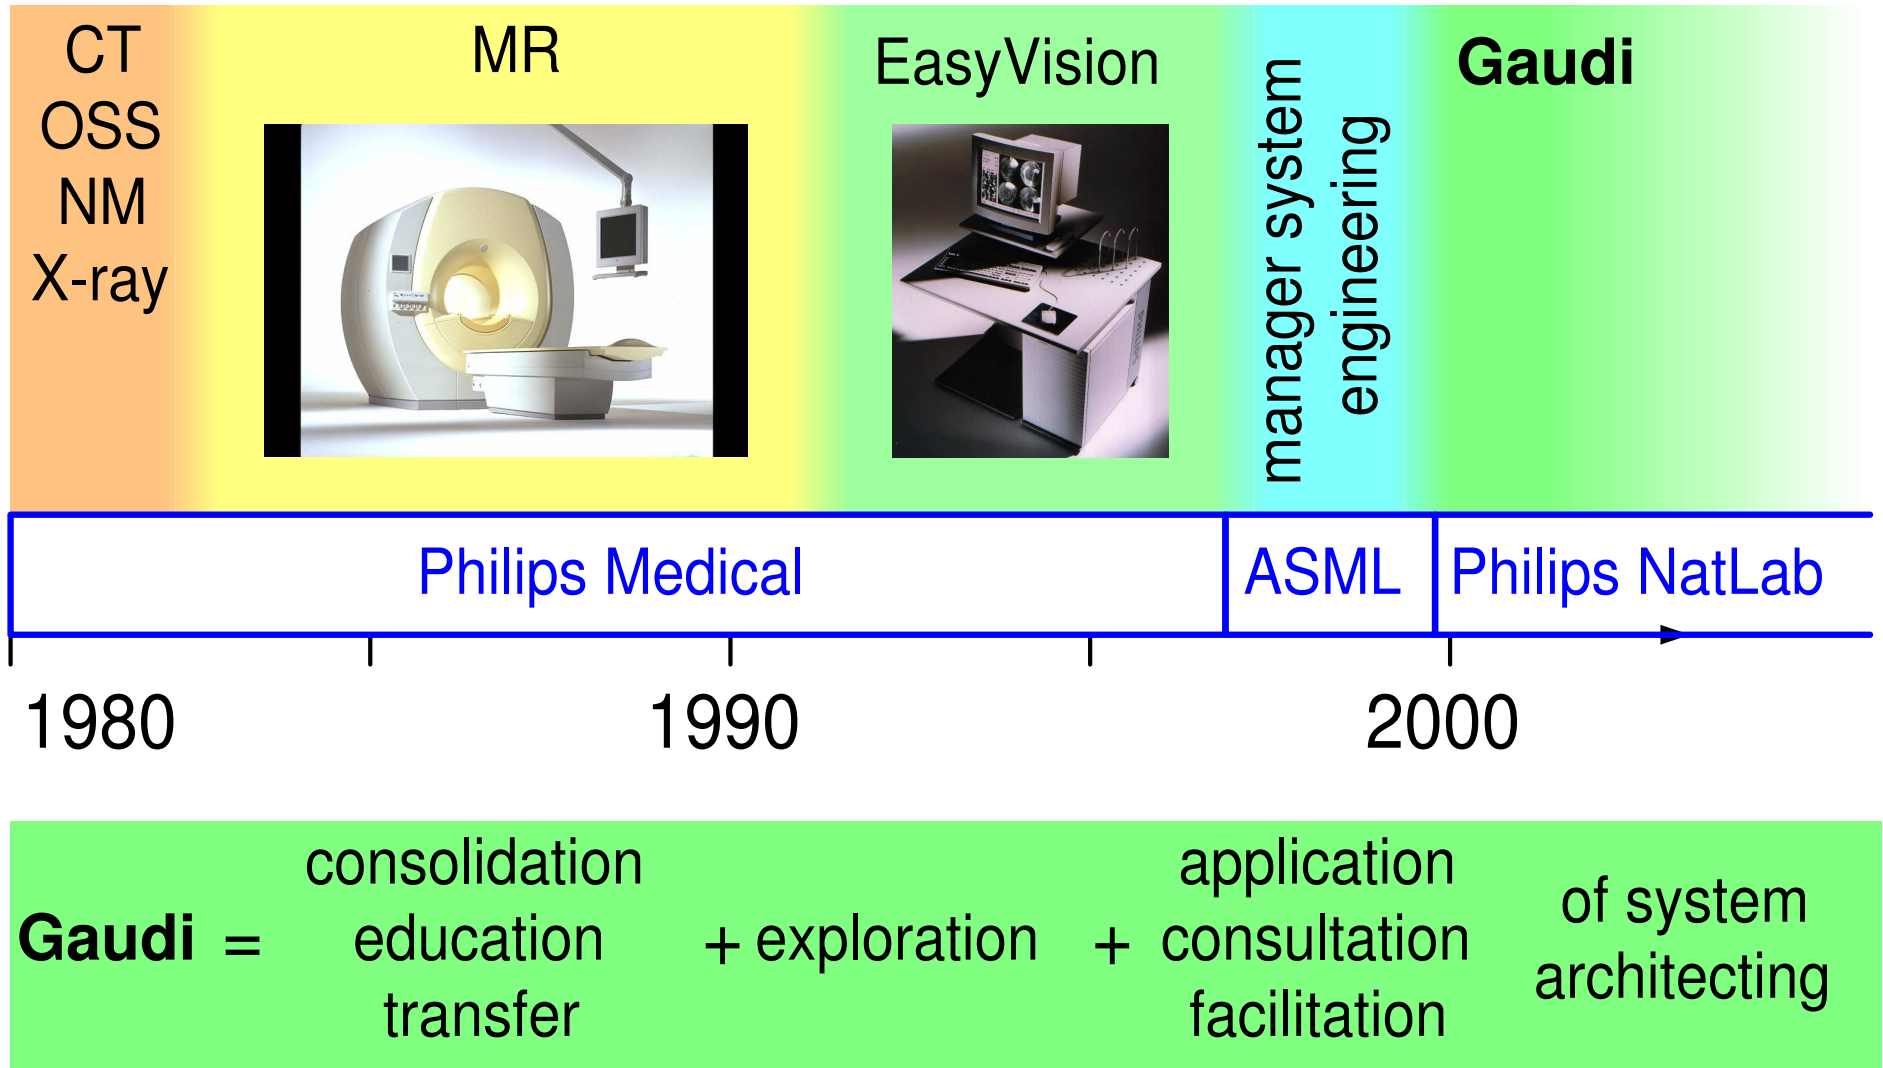 CT
OSS
NM
X-ray
MR
EasyVision
manager system
engineering
Gaudi
Philips Medical
ASML
Philips NatLab
1980
1990
2000
Gaudi =
consolidation
education
transfer
+ exploration
+
application
consultation
facilitation
of system
architecting